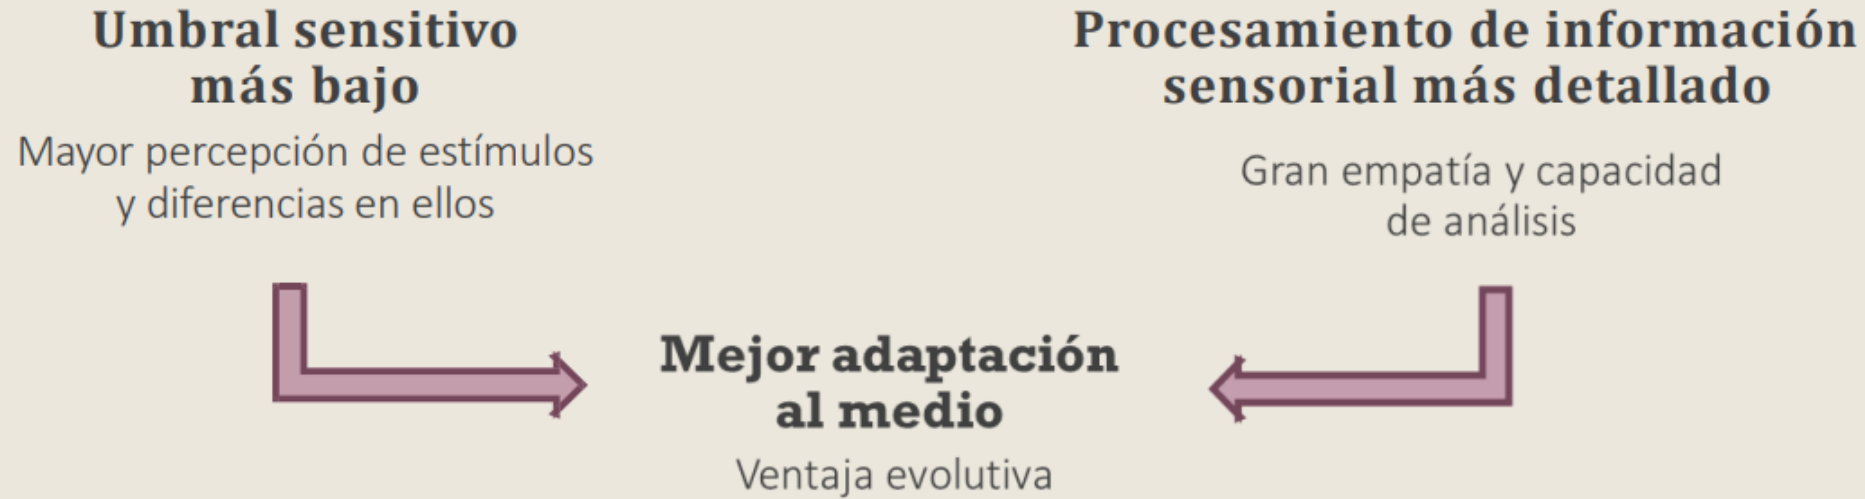 Umbral sensitivo
más bajo
Mayor percepción de estímulos
y diferencias en ellos
Procesamiento de información
sensorial más detallado
Gran empatía y capacidad
de análisis
Mejor adaptación
al medio
Ventaja evolutiva